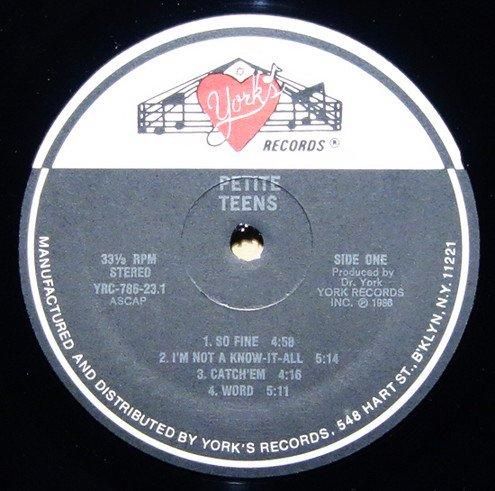 York's
RECORDS®
PETITE
TEENS
33⅓ RPM
STEREO
YRC-786-23.1
ASCAP
SIDE ONE
Produced by
Dr. York
YORK RECORDS
INC. ℗ 1986
1. SO FINE 4:50
2. I'M NOT A KNOW-IT-ALL 5:14
3. CATCH'EM 4:16
4. WORD 5:11
MANUFACTURED AND DISTRIBUTED BY YORK'S RECORDS, 548 HART ST., B'KLYN, N.Y. 11221